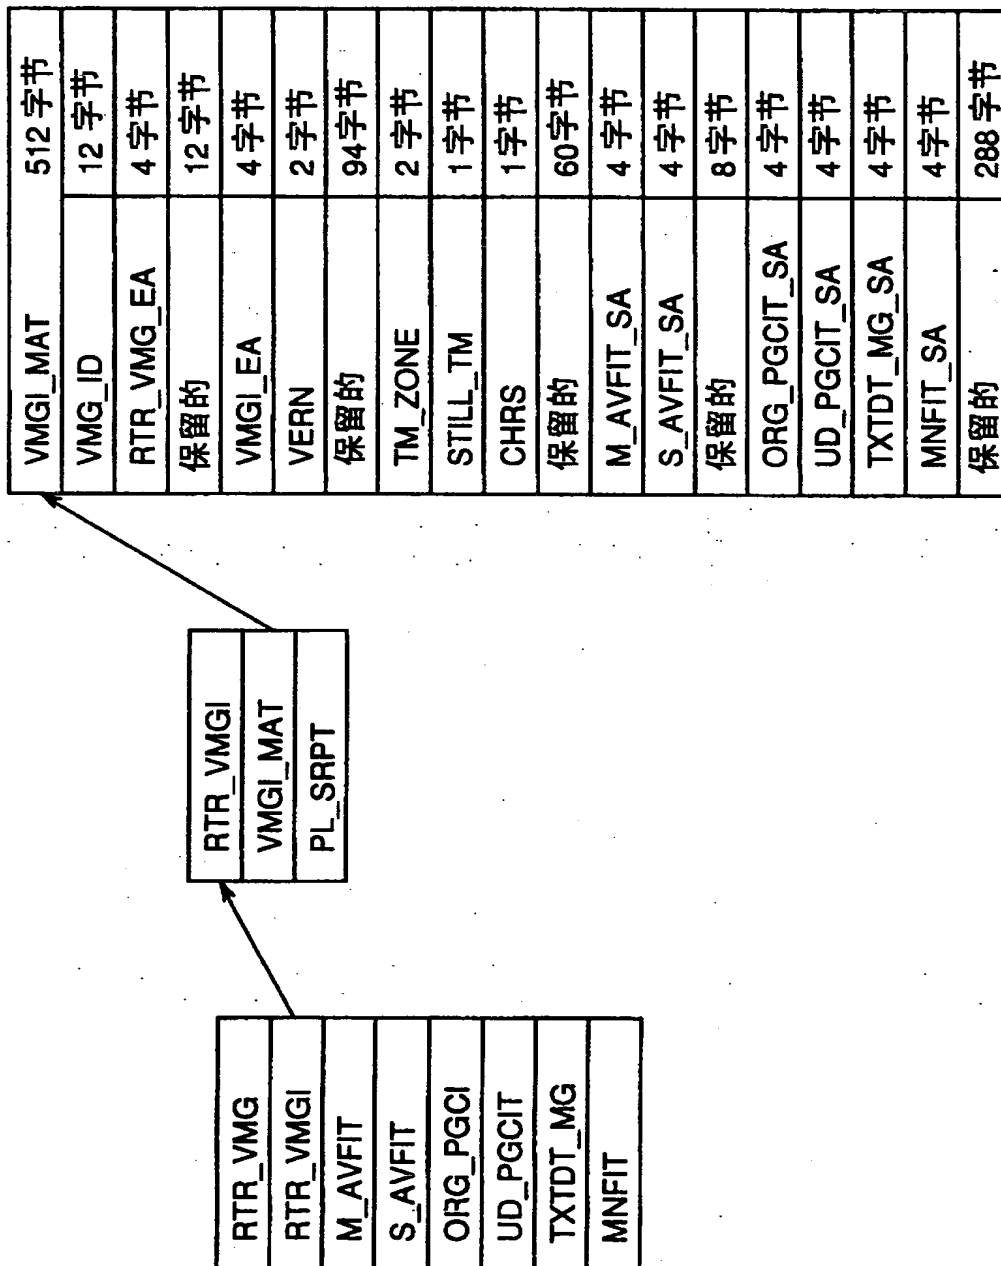 RTR_VMG
RTR_VMGI
M_AVFIT
S_AVFIT
ORG_PGCI
UD_PGCIT
TXTDT_MG
MNFIT
RTR_VMGI
VMGI_MAT
PL_SRPT
VMGI_MAT 512 字节
VMG_ID 12 字节
RTR_VMG_EA 4 字节
保留的 12 字节
VMGI_EA 4 字节
VERN 2 字节
保留的 94字节
TM_ZONE 2 字节
STILL_TM 1字节
CHRS 1字节
保留的 60字节
M_AVFIT_SA 4 字节
S_AVFIT_SA 4 字节
保留的 8字节
ORG_PGCIT_SA 4 字节
UD_PGCIT_SA 4字节
TXTDT_MG_SA 4 字节
MNFIT_SA 4字节
保留的 288 字节